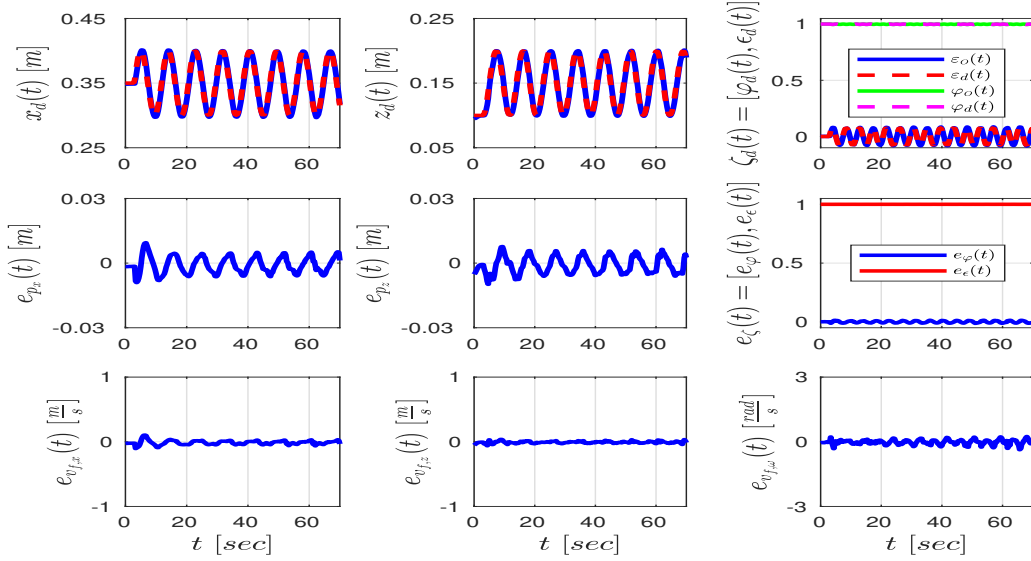 x_d(t) [m]
0.45
0.35
0.25
0 20 40 60
z_d(t) [m]
0.2
0.15
0.1
0.05
0 20 40 60
ζ_d(t) = [φ_d(t), ϵ_d(t)]
1
0.5
0
ε_o(t)
ε_d(t)
φ_o(t)
φ_d(t)
0 20 40 60
e_{p_x}(t) [m]
0.03
0
-0.03
0 20 40 60
e_{p_z}(t) [m]
0.03
0
-0.03
0 20 40 60
e_ζ(t) = [e_φ(t), e_ϵ(t)]
1
0.5
0
e_φ(t)
e_ϵ(t)
0 20 40 60
e_{v_{f,x}}(t) [m/s]
1
0
-1
0 20 40 60
t [sec]
e_{v_{f,z}}(t) [m/s]
1
0
-1
0 20 40 60
t [sec]
e_{v_{f,ω}}(t) [rad/s]
3
0
-3
0 20 40 60
t [sec]